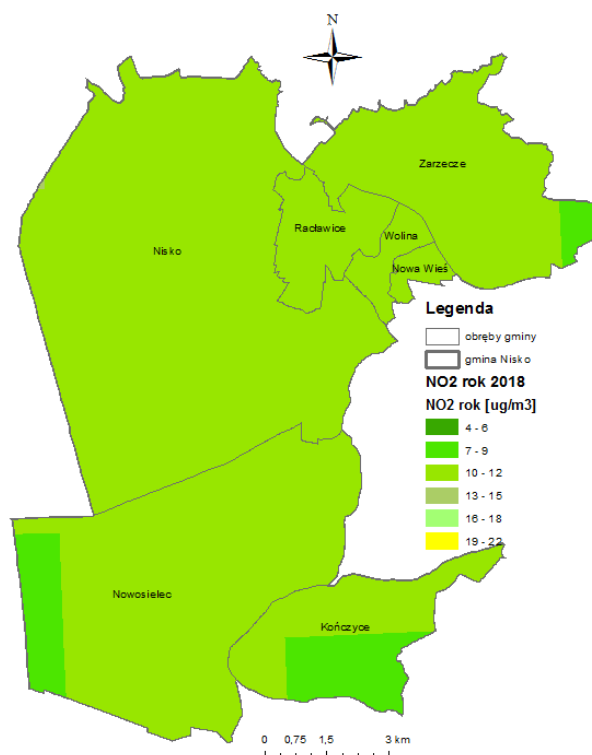 N
Zarzecze
Racławice
Wolina
Nisko
Nowa Wieś
Legenda
obręby gminy
gmina Nisko
NO2 rok 2018
NO2 rok [ug/m3]
4 - 6
7 - 9
10 - 12
13 - 15
16 - 18
19 - 22
Nowosielec
Kończyce
0 0,75 1,5 3 km